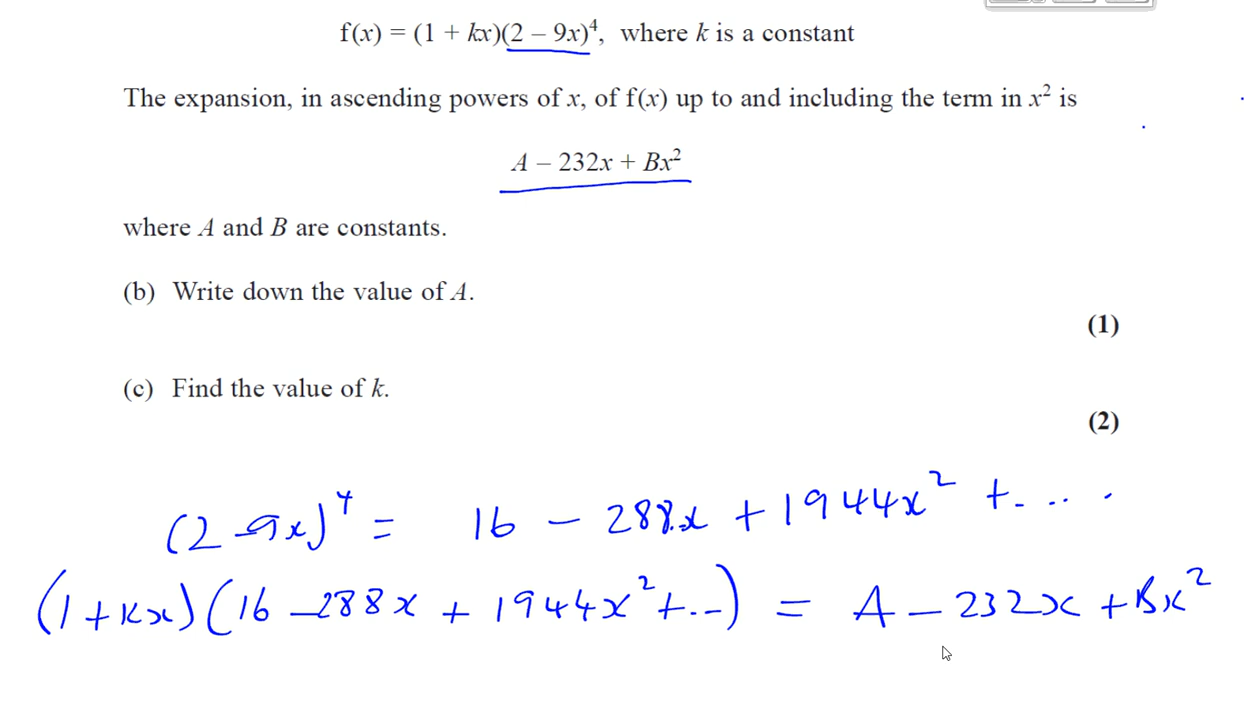 f(x) = (1 + kx)(2 – 9x)⁴, where k is a constant
The expansion, in ascending powers of x, of f(x) up to and including the term in x² is
A – 232x + Bx²
where A and B are constants.
(b) Write down the value of A.
(1)
(c) Find the value of k.
(2)
(2 – 9x)⁴ = 16 – 288x + 1944x² + ....
(1 + kx)(16 – 288x + 1944x² + ...) = A – 232x + Bx²